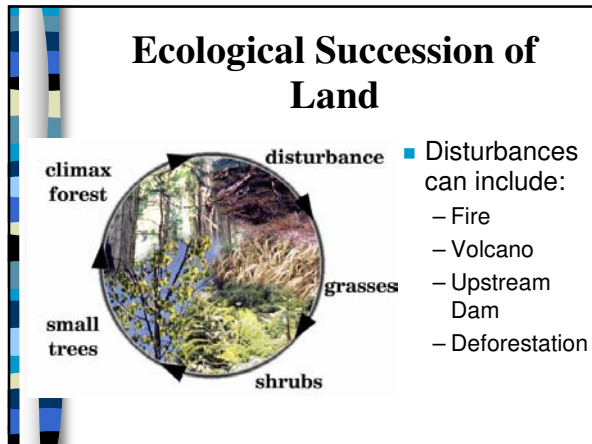 Ecological Succession of
Land
climax
forest
disturbance
grasses
shrubs
small
trees
■ Disturbances
can include:
– Fire
– Volcano
– Upstream
Dam
– Deforestation